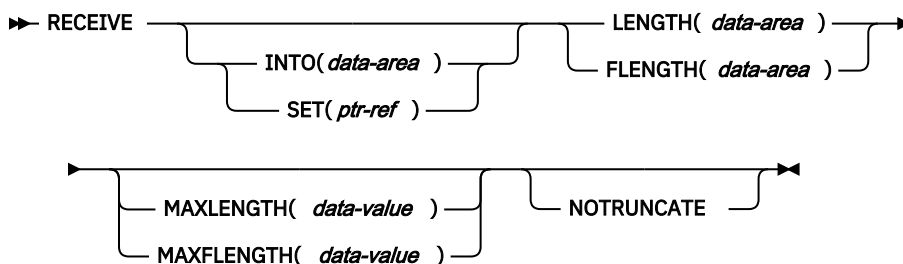 RECEIVE
INTO( data-area )
SET( ptr-ref )
LENGTH( data-area )
FLENGTH( data-area )
MAXLENGTH( data-value )
MAXFLENGTH( data-value )
NOTRUNCATE